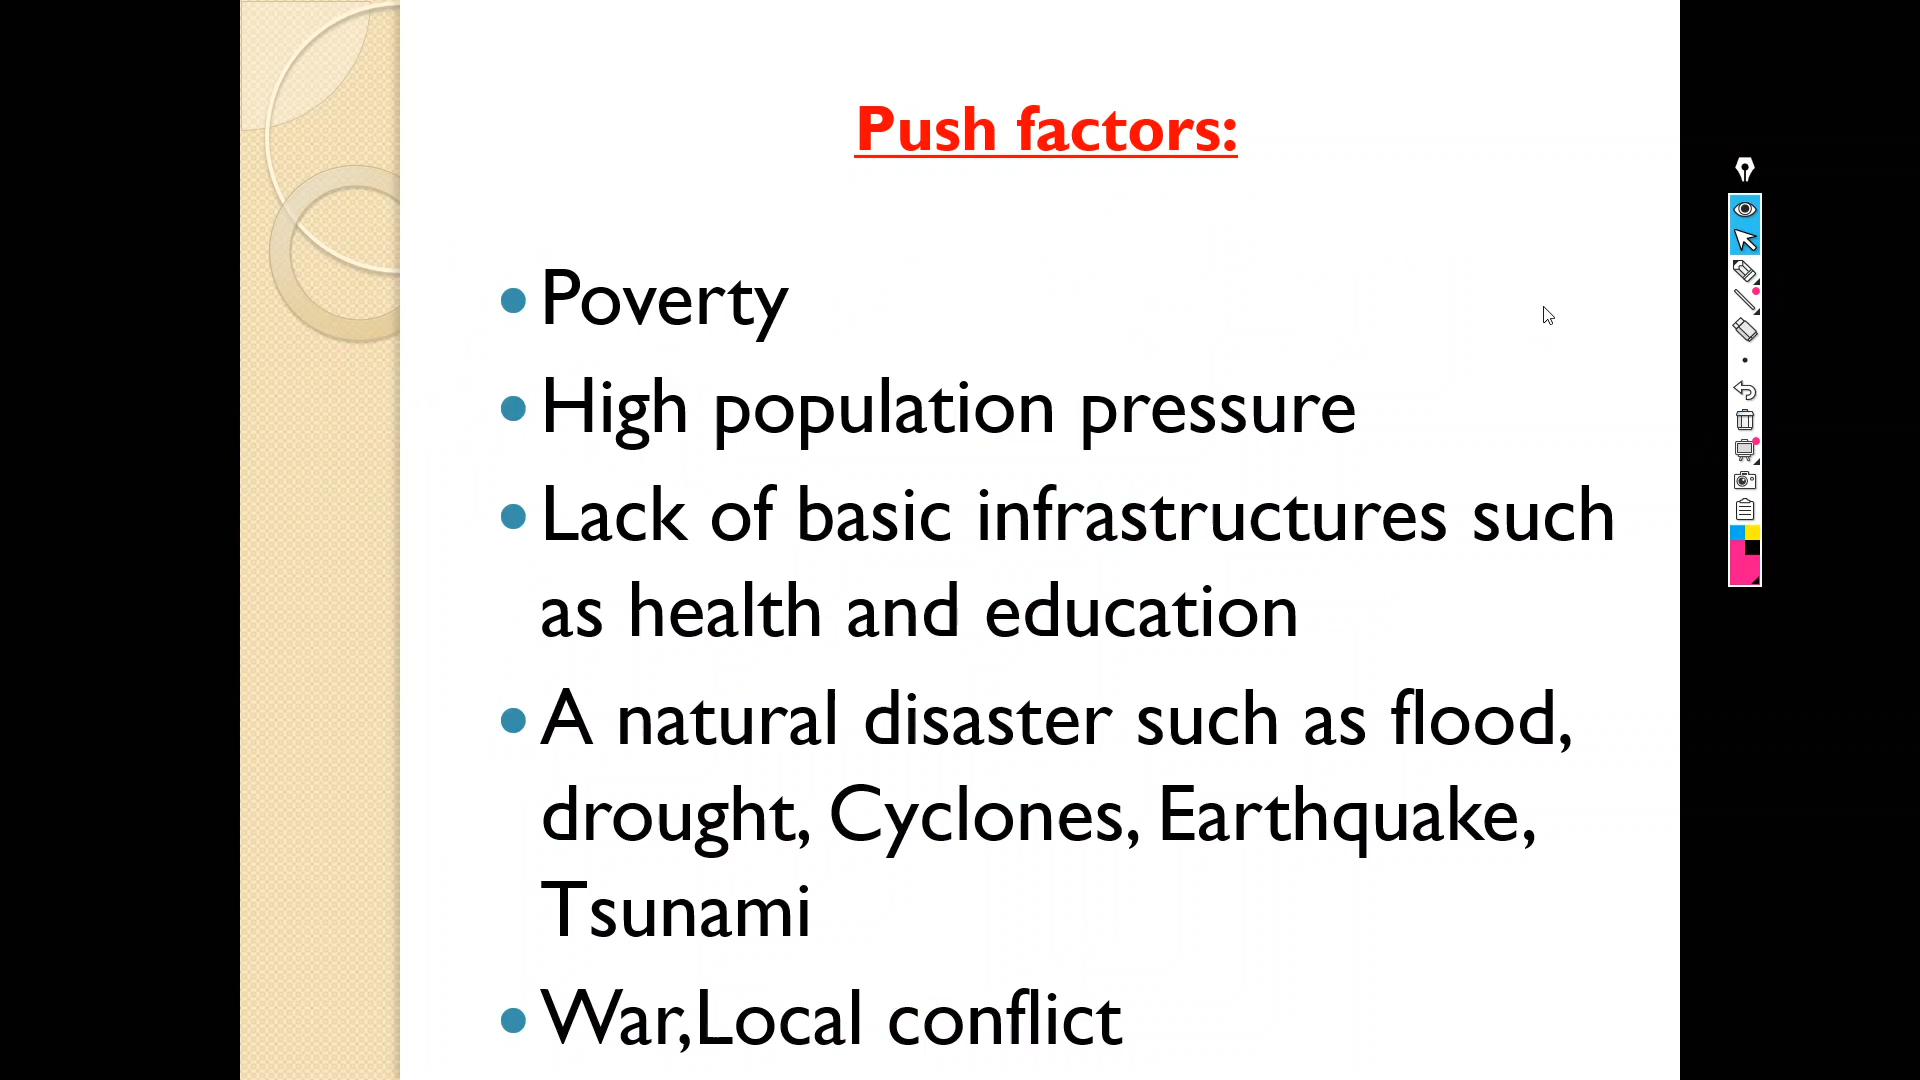 Push factors:
Poverty
High population pressure
Lack of basic infrastructures such
as health and education
A natural disaster such as flood,
drought, Cyclones, Earthquake,
Tsunami
War,Local conflict